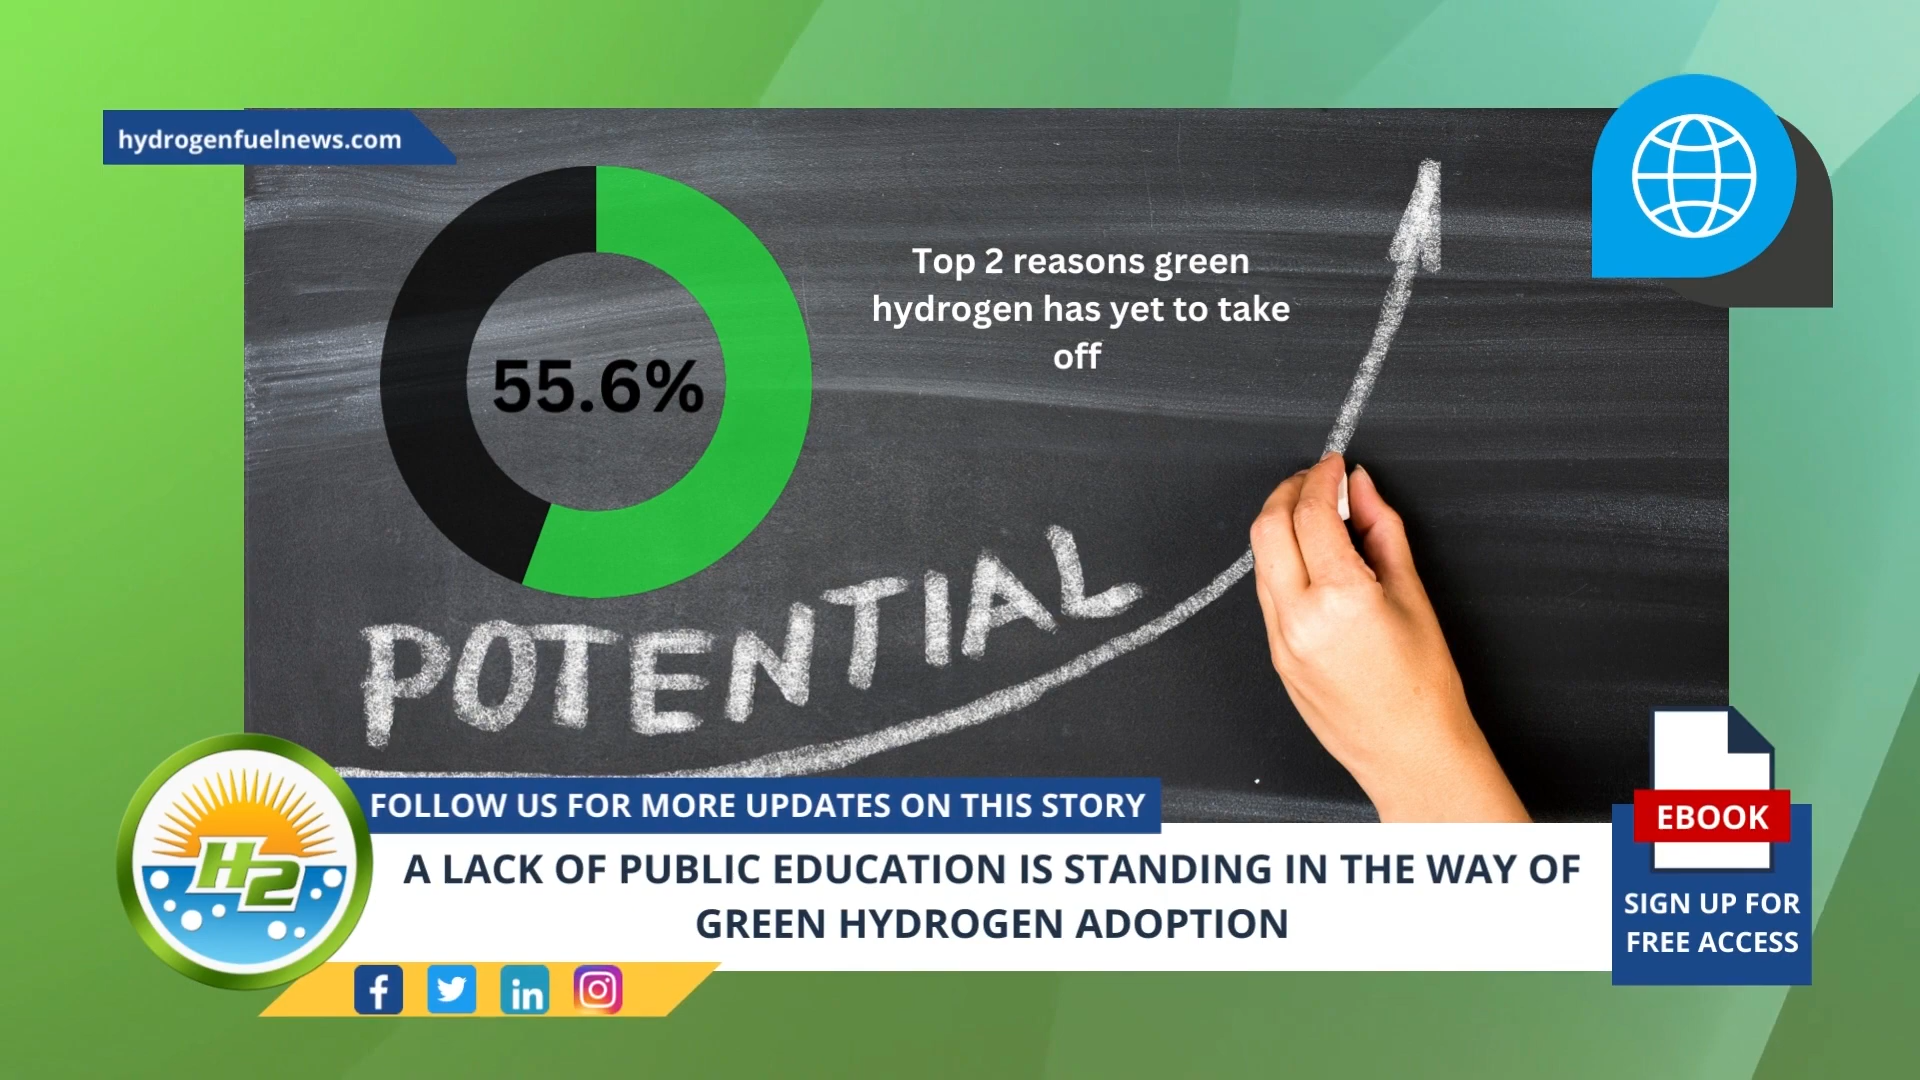 hydrogenfuelnews.com
Top 2 reasons green
hydrogen has yet to take
off
55.6%
POTENTIAL
FOLLOW US FOR MORE UPDATES ON THIS STORY
A LACK OF PUBLIC EDUCATION IS STANDING IN THE WAY OF
GREEN HYDROGEN ADOPTION
H2
EBOOK
SIGN UP FOR
FREE ACCESS
f
in